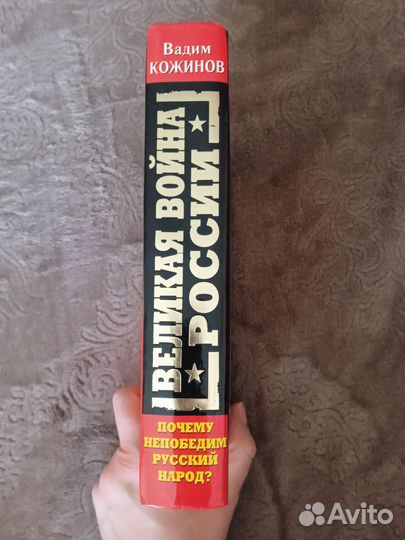 Вадим
КОЖИНОВ
ВЕЛИКАЯ ВОЙНА
РОССИИ
ПОЧЕМУ
НЕПОБЕДИМ
РУССКИЙ
НАРОД?
Avito